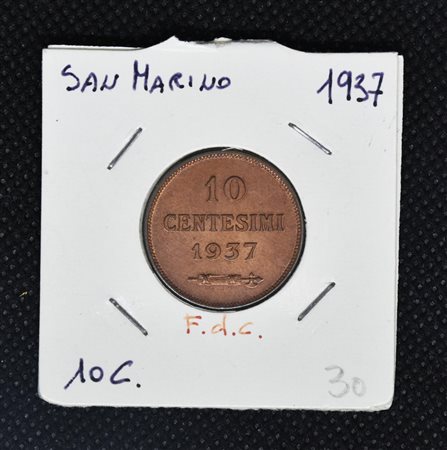 SAN MARINO 1937
10
CENTESIMI
1937
F.d.c.
10 C. 30